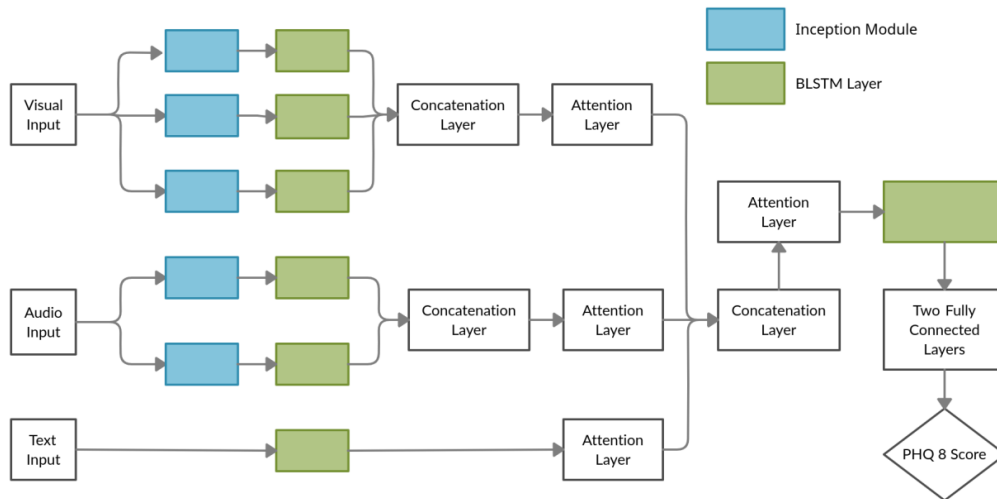 Inception Module
BLSTM Layer
Visual
Input
Concatenation
Layer
Attention
Layer
Attention
Layer
Audio
Input
Concatenation
Layer
Attention
Layer
Concatenation
Layer
Two Fully
Connected
Layers
Text
Input
Attention
Layer
PHQ 8 Score